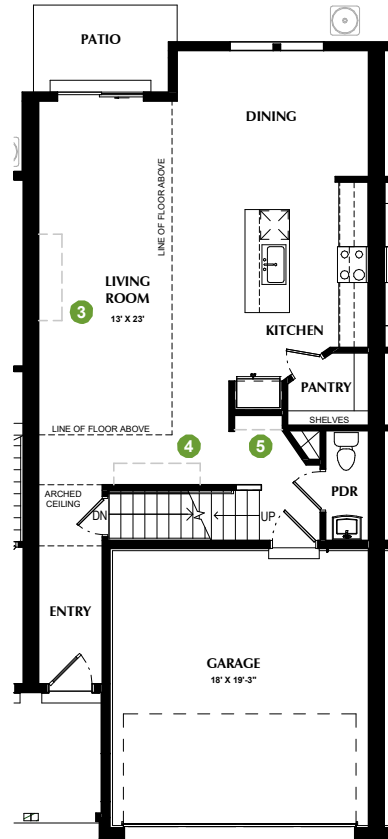 PATIO
DINING
LINE OF FLOOR ABOVE
LIVING
ROOM
13' X 23'
3
KITCHEN
PANTRY
SHELVES
LINE OF FLOOR ABOVE
4
5
ARCHED
CEILING
DN
UP
PDR
ENTRY
GARAGE
18' X 19'-3"